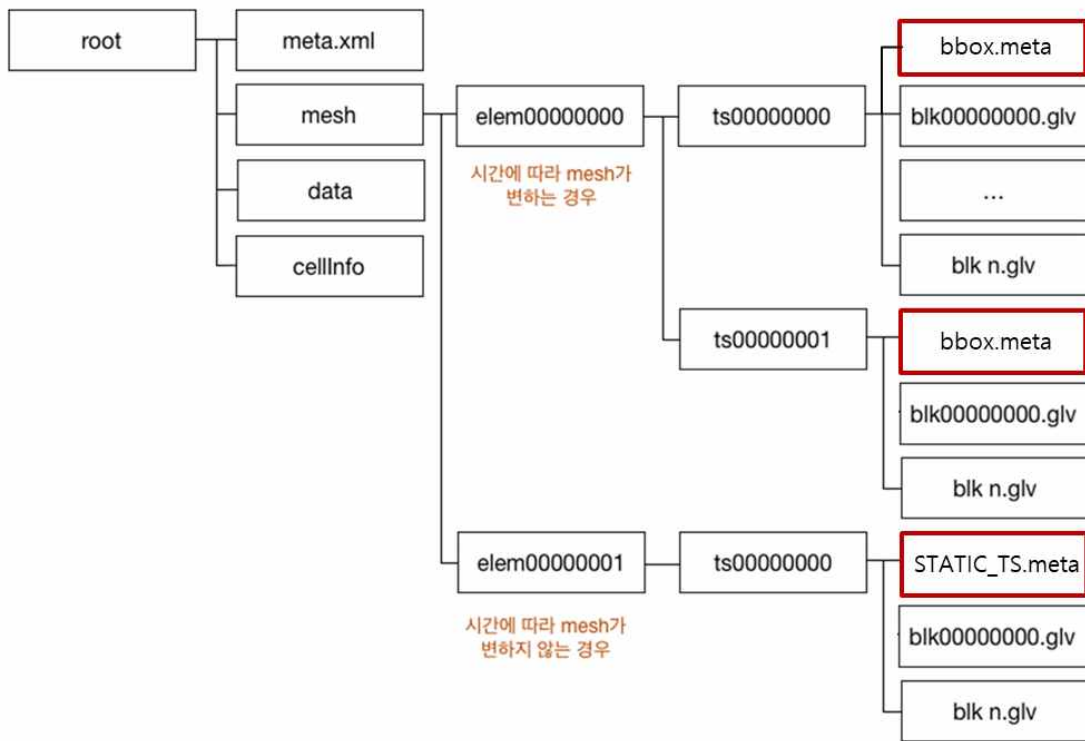 root
meta.xml
mesh
data
cellInfo
elem00000000
시간에 따라 mesh가
변하는 경우
ts00000000
bbox.meta
blk00000000.glv
...
blk n.glv
ts00000001
bbox.meta
blk00000000.glv
blk n.glv
elem00000001
시간에 따라 mesh가
변하지 않는 경우
ts00000000
STATIC_TS.meta
blk00000000.glv
blk n.glv